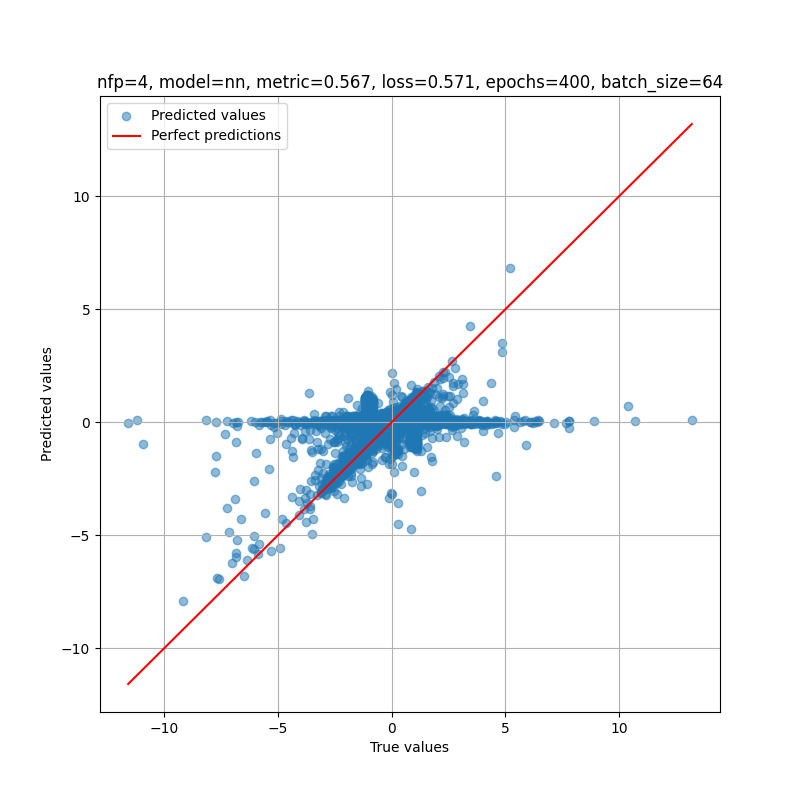 nfp=4, model=nn, metric=0.567, loss=0.571, epochs=400, batch_size=64
Predicted values
Perfect predictions
10
5
0
−5
−10
Predicted values
−10
−5
0
5
10
True values